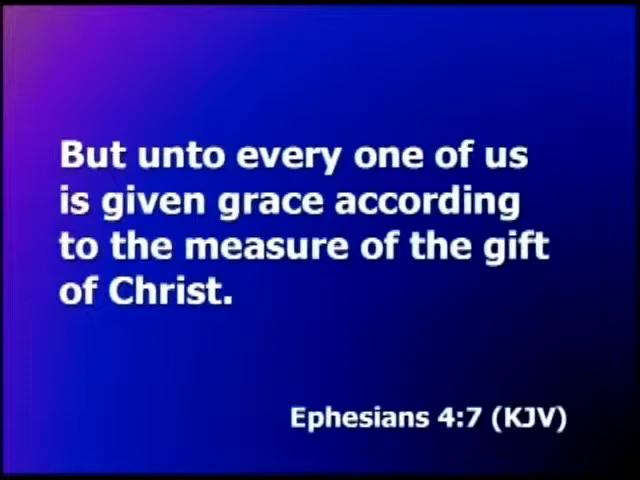 But unto every one of us
is given grace according
to the measure of the gift
of Christ.
Ephesians 4:7 (KJV)